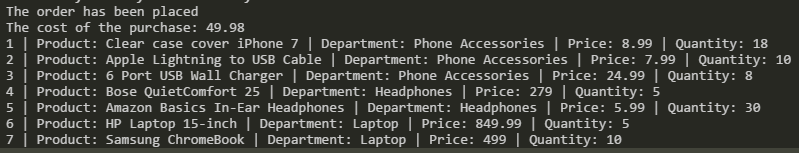 The order has been placed
The cost of the purchase: 49.98
1 | Product: Clear case cover iPhone 7 | Department: Phone Accessories | Price: 8.99 | Quantity: 18
2 | Product: Apple Lightning to USB Cable | Department: Phone Accessories | Price: 7.99 | Quantity: 10
3 | Product: 6 Port USB Wall Charger | Department: Phone Accessories | Price: 24.99 | Quantity: 8
4 | Product: Bose QuietComfort 25 | Department: Headphones | Price: 279 | Quantity: 5
5 | Product: Amazon Basics In-Ear Headphones | Department: Headphones | Price: 5.99 | Quantity: 30
6 | Product: HP Laptop 15-inch | Department: Laptop | Price: 849.99 | Quantity: 5
7 | Product: Samsung ChromeBook | Department: Laptop | Price: 499 | Quantity: 10